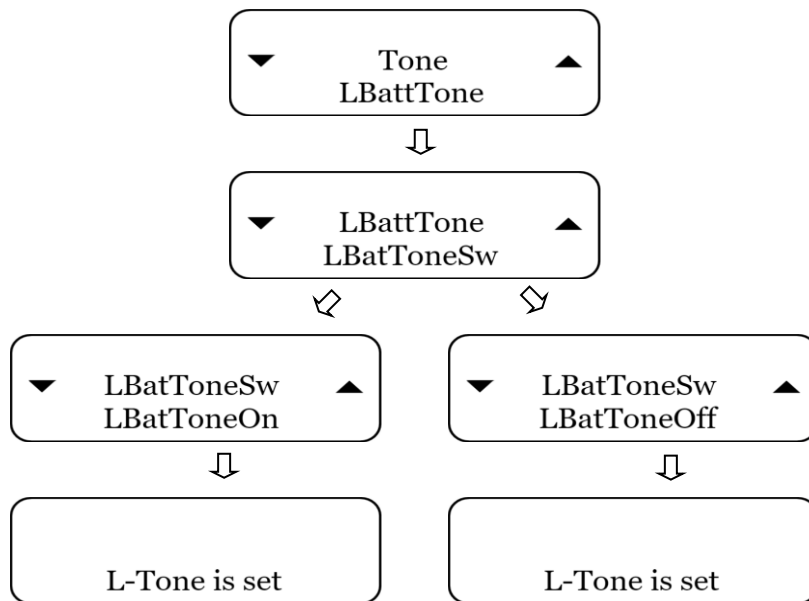 Tone
LBattTone
LBattTone
LBatToneSw
LBatToneSw
LBatToneOn
LBatToneSw
LBatToneOff
L-Tone is set
L-Tone is set